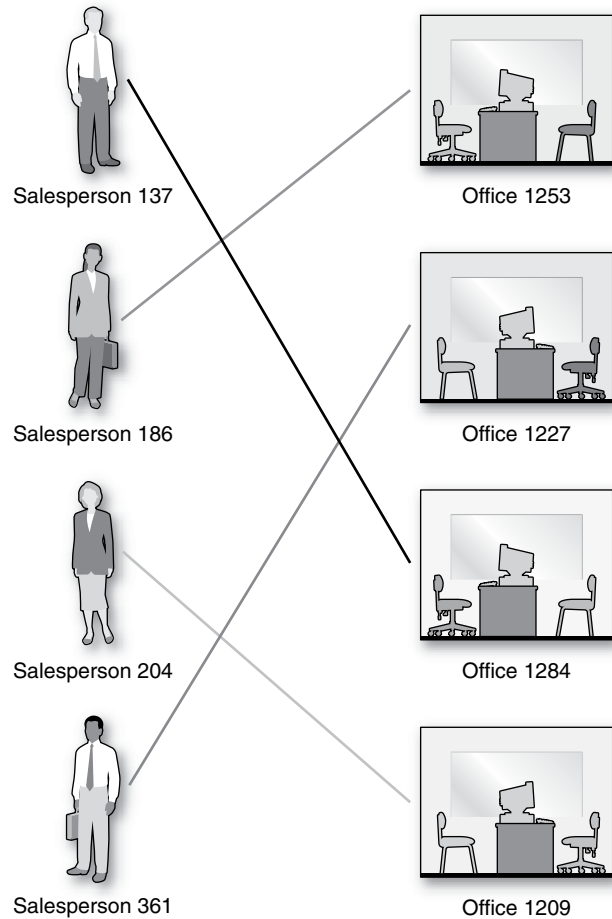 Salesperson 137
Office 1253
Salesperson 186
Office 1227
Salesperson 204
Office 1284
Salesperson 361
Office 1209